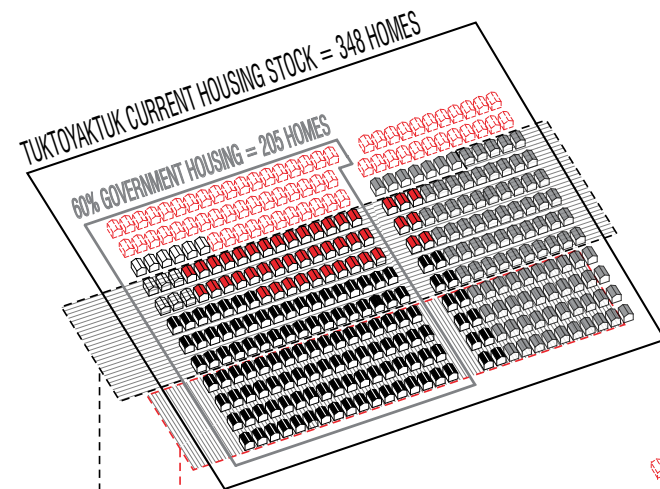 TUKTOYAKTUK CURRENT HOUSING STOCK = 348 HOMES
60% GOVERNMENT HOUSING = 205 HOMES